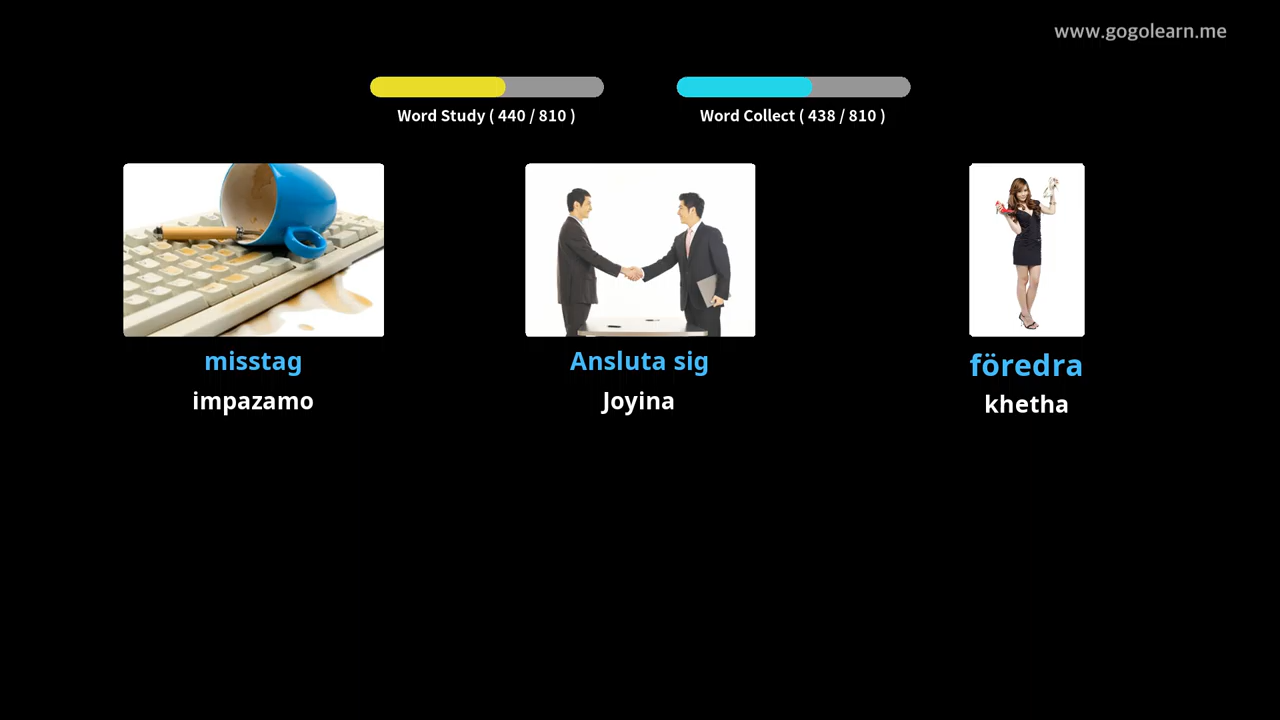 www.gogolearn.me
Word Study ( 440 / 810 )
Word Collect ( 438 / 810 )
misstag
impazamo
Ansluta sig
Joyina
föredra
khetha